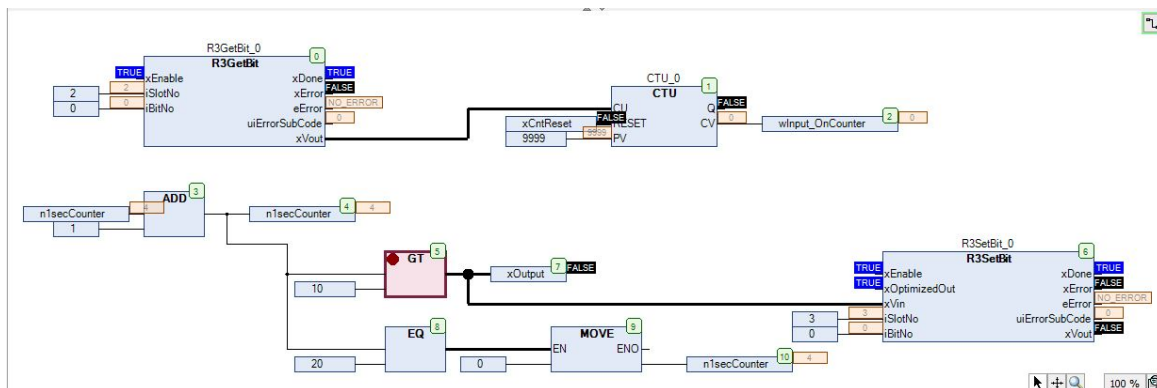 R3GetBit_0
R3GetBit 0
TRUE xEnable xDone TRUE
2 2 iSlotNo xError FALSE
0 0 iBitNo eError NO_ERROR
uiErrorSubCode 0
xVout
CTU_0
CTU 1
CU Q FALSE
xCntReset FALSE RESET CV 0 wInput_OnCounter 2 0
9999 9999 PV
ADD 3
n1secCounter 4 n1secCounter 4 4
1
GT 5
xOutput 7 FALSE
10
R3SetBit_0
R3SetBit 6
TRUE xEnable xDone TRUE
TRUE xOptimizedOut xError FALSE
xVin eError NO_ERROR
3 3 iSlotNo uiErrorSubCode 0
0 0 iBitNo xVout FALSE
EQ 8
20
MOVE 9
EN ENO
0 n1secCounter 10 4
100 %